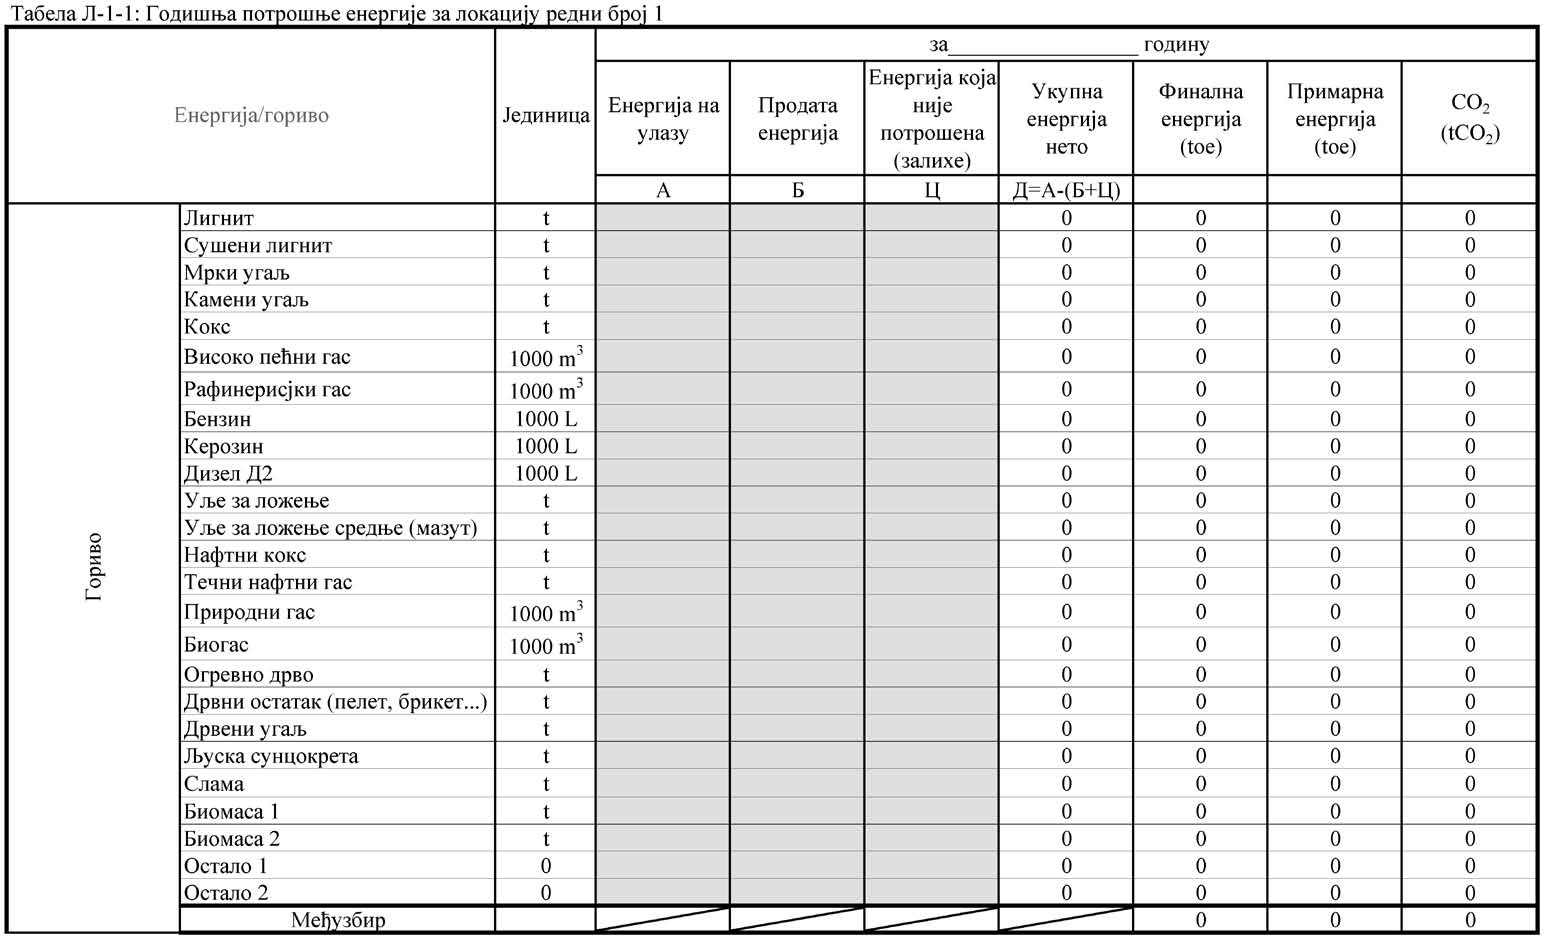 Табела Л-1-1: Годишња потрошње енергије за локацију редни број 1
Енергија/гориво
Јединица
за__________________ годину
Енергија на
улазу
Продата
енергија
Енергија која
није
потрошена
(залихе)
Укупна
енергија
нето
Финална
енергија
(toe)
Примарна
енергија
(toe)
CO₂
(tCO₂)
А Б Ц Д=А-(Б+Ц)
Гориво
Лигнит t 0 0 0 0
Сушени лигнит t 0 0 0 0
Мрки угаљ t 0 0 0 0
Камени угаљ t 0 0 0 0
Кокс t 0 0 0 0
Високо пећни гас 1000 m³ 0 0 0 0
Рафинерисјки гас 1000 m³ 0 0 0 0
Бензин 1000 L 0 0 0 0
Керозин 1000 L 0 0 0 0
Дизел Д2 1000 L 0 0 0 0
Уље за ложење t 0 0 0 0
Уље за ложење средње (мазут) t 0 0 0 0
Нафтни кокс t 0 0 0 0
Течни нафтни гас t 0 0 0 0
Природни гас 1000 m³ 0 0 0 0
Биогас 1000 m³ 0 0 0 0
Огревно дрво t 0 0 0 0
Дрвни остатак (пелет, брикет...) t 0 0 0 0
Дрвени угаљ t 0 0 0 0
Љуска сунцокрета t 0 0 0 0
Слама t 0 0 0 0
Биомаса 1 t 0 0 0 0
Биомаса 2 t 0 0 0 0
Остало 1 0 0 0 0 0
Остало 2 0 0 0 0 0
Међузбир 0 0 0